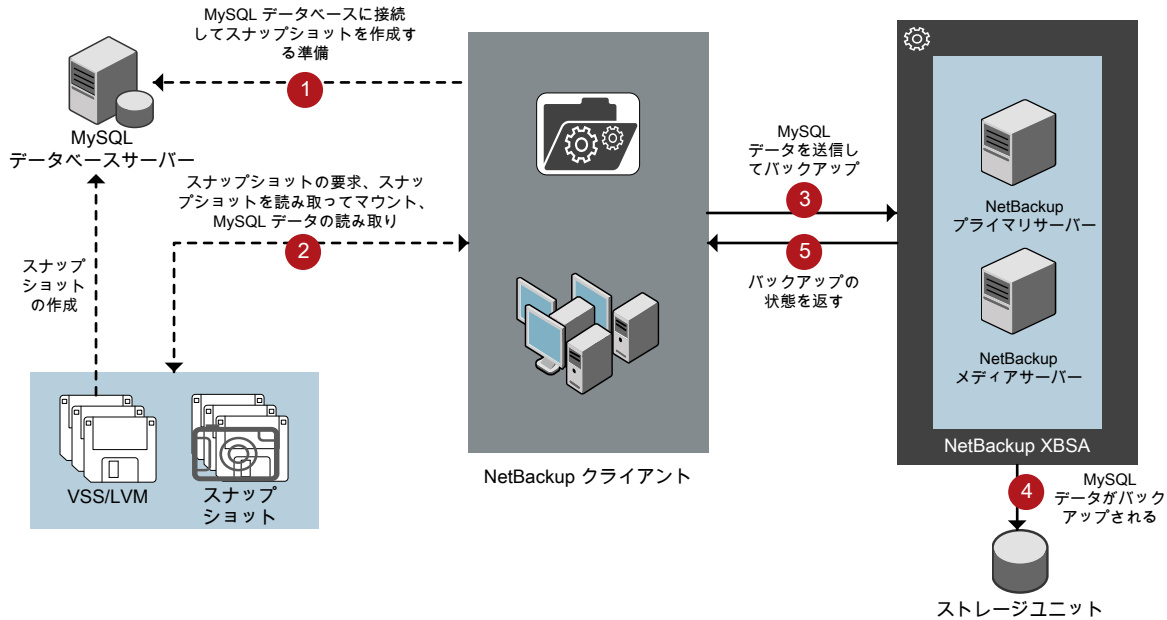 MySQL データベースに接続
してスナップショットを作成す
る準備
1
MySQL
データベースサーバー
スナップショットの要求、スナッ
プショットを読み取ってマウント、
MySQL データの読み取り
2
スナップ
ショット
の作成
VSS/LVM
スナップ
ショット
NetBackup クライアント
MySQL
データを送信し
てバックアップ
3
5
バックアップの
状態を返す
NetBackup
プライマリサーバー
NetBackup
メディアサーバー
NetBackup XBSA
4
MySQL
データがバック
アップされる
ストレージユニット